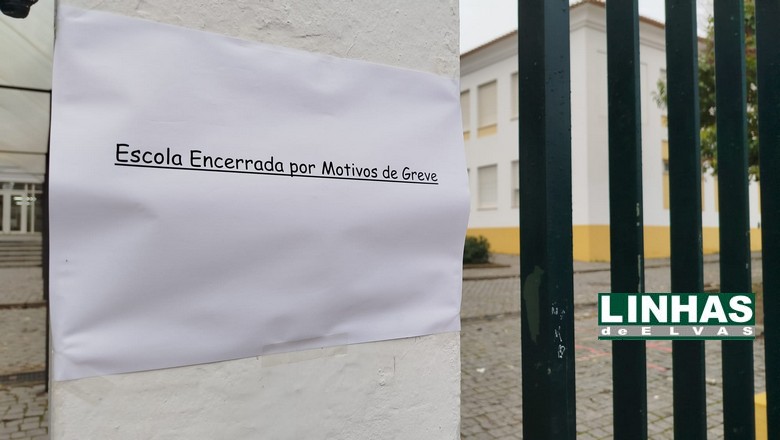 Escola Encerrada por Motivos de Greve
LINHAS
de ELVAS